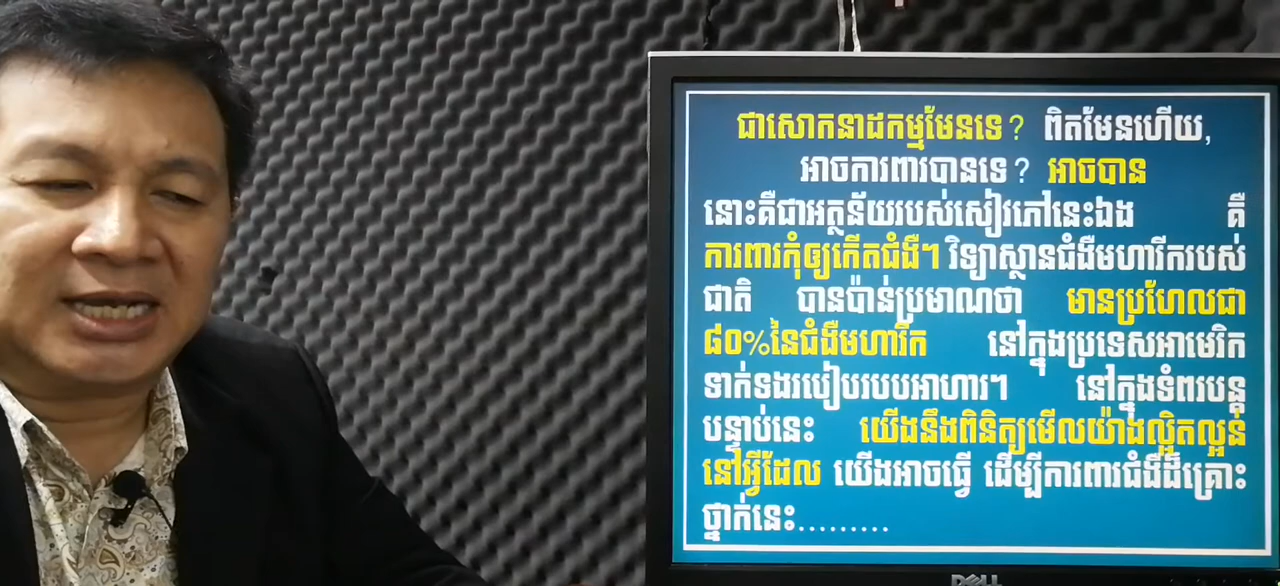 ជាសោកនាដកម្មមែនទេ? ពិតមែនហើយ,
អាចការពារបានទេ? អាចបាន
នោះគឺជាអត្ថន័យរបស់សៀវភៅនេះឯង គឺ
ការពារកុំឲ្យកើតជំងឺ។ វិទ្យាស្ថានជំងឺមហារីករបស់
ជាតិ បានប៉ាន់ប្រមាណថា មានប្រហែលជា
៨០%នៃជំងឺមហារីក នៅក្នុងប្រទេសអាមេរិក
ទាក់ទងរបៀបរបបអាហារ។ នៅក្នុងទំពរបន្ត
បន្ទាប់នេះ យើងនឹងពិនិត្យមើលយ៉ាងល្អិតល្អន់
នៅអ្វីដែល យើងអាចធ្វើ ដើម្បីការពារជំងឺដ៏គ្រោះ
ថ្នាក់នេះ.........
DELL